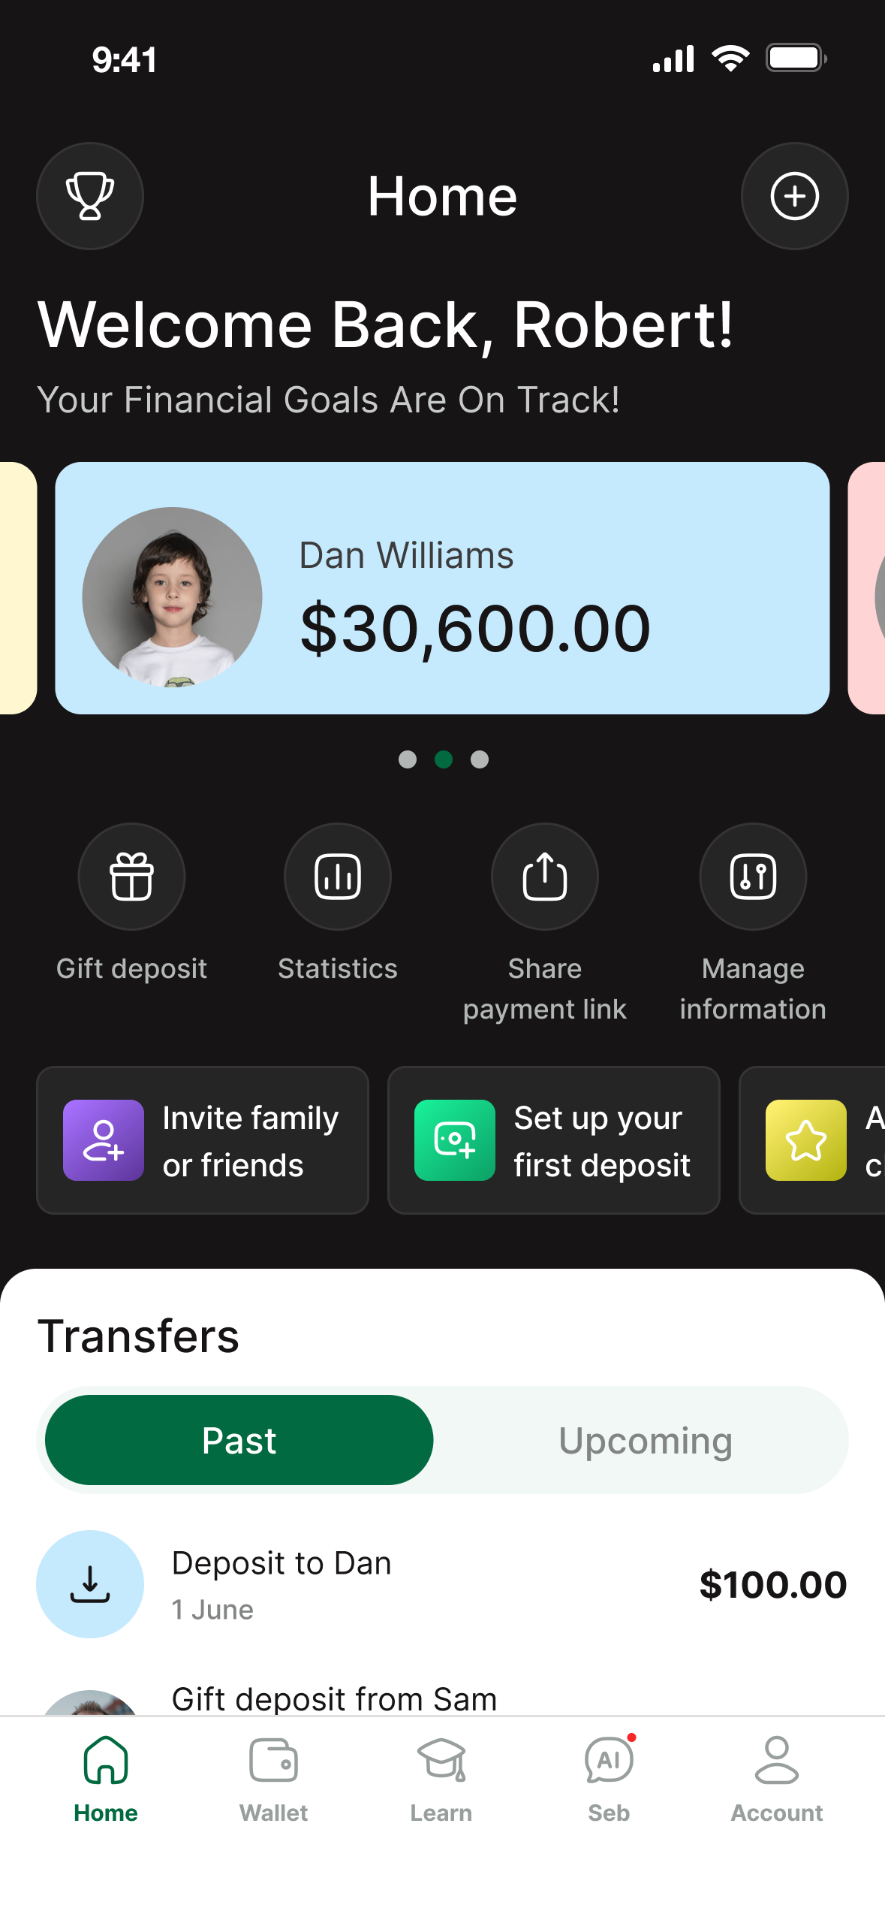 9:41
Home
Welcome Back, Robert!
Your Financial Goals Are On Track!
Dan Williams
$30,600.00
Gift deposit
Statistics
Share
payment link
Manage
information
Invite family
or friends
Set up your
first deposit
Transfers
Past
Upcoming
Deposit to Dan
1 June
$100.00
Gift deposit from Sam
AI
Home
Wallet
Learn
Seb
Account